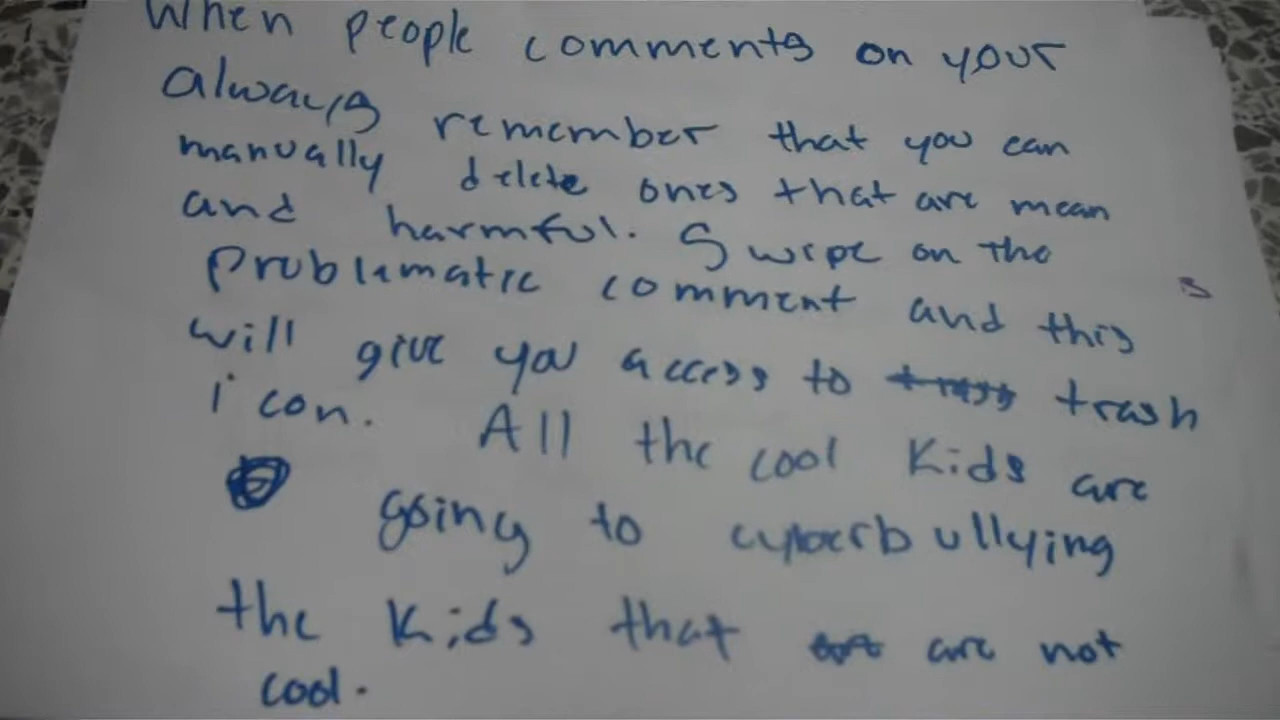 When people comments on your
always remember that you can
manually delete ones that are mean
and harmful. Swipe on the
problematic comment and this
will give you access to trash
icon. All the cool kids are
going to cyberbullying
the kids that are not
cool.